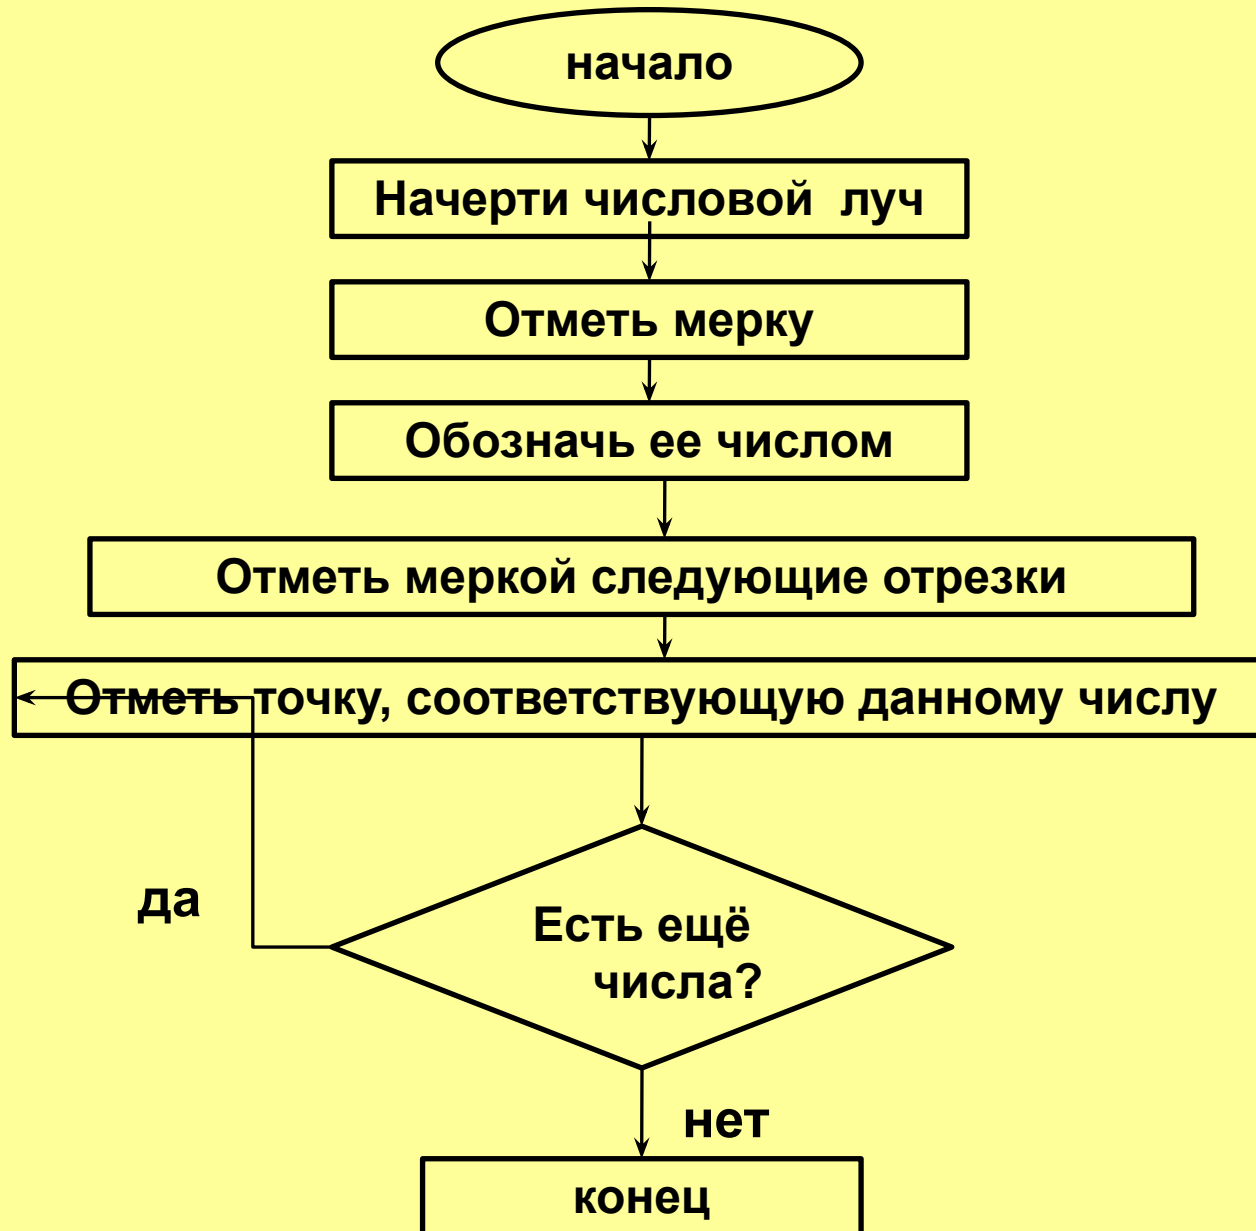 начало
Начерти числовой луч
Отметь мерку
Обозначь ее числом
Отметь меркой следующие отрезки
Отметь точку, соответствующую данному числу
да
Есть ещё
числа?
нет
конец